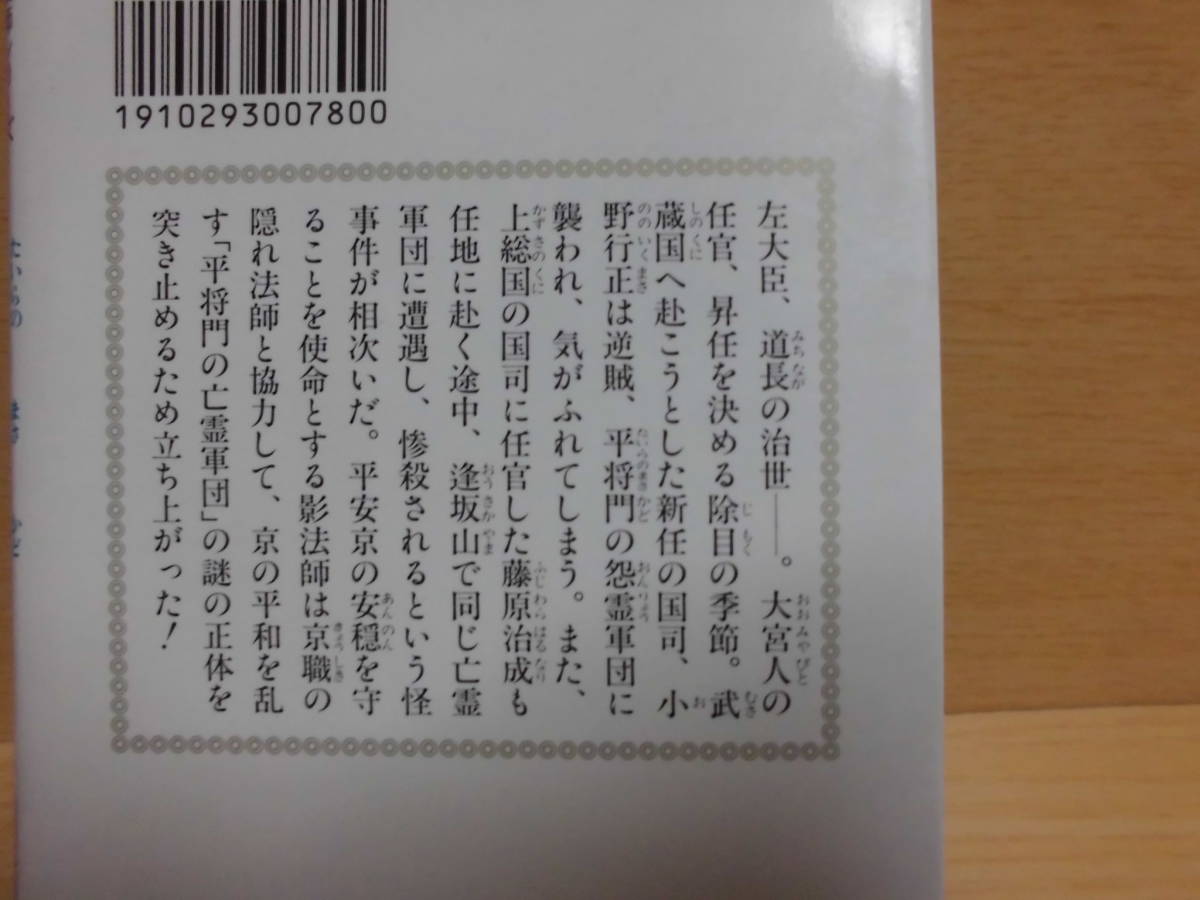 1910293007800
左大臣、道長の治世――。大宮人の
任官、昇任を決める除目の季節。武
蔵国へ赴こうとした新任の国司、小
野行正は逆賊、平将門の怨霊軍団に
襲われ、気がふれてしまう。また、
上総国の国司に任官した藤原治成も
任地に赴く途中、逢坂山で同じ亡霊
軍団に遭遇し、惨殺されるという怪
事件が相次いだ。平安京の安穏を守
ることを使命とする影法師は京職の
隠れ法師と協力して、京の平和を乱
す「平将門の亡霊軍団」の謎の正体を
突き止めるため立ち上がった!